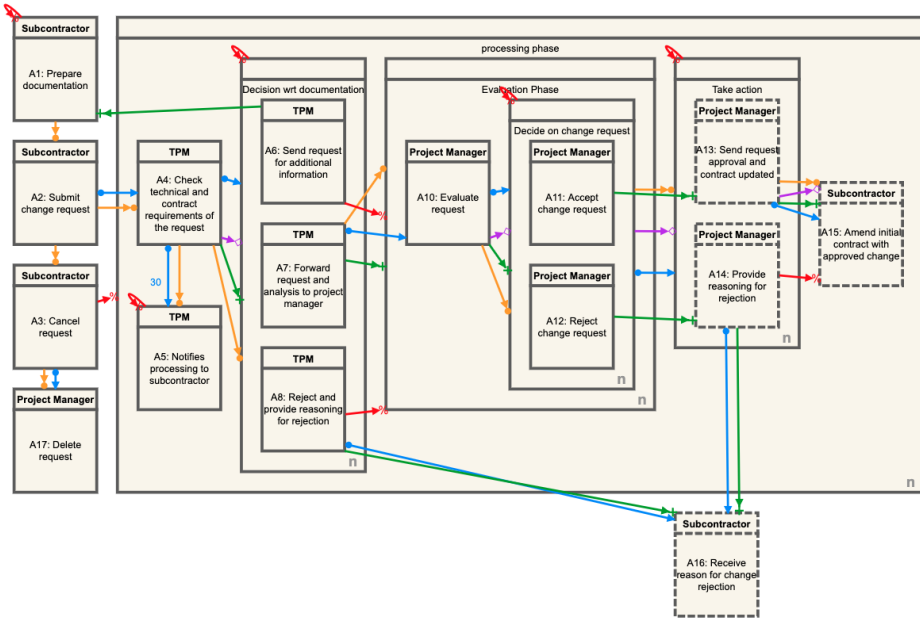 Subcontractor
A1: Prepare
documentation
Subcontractor
A2: Submit
change request
Subcontractor
A3: Cancel
request
Project Manager
A17: Delete
request
processing phase
TPM
A4: Check
technical and
contract
requirements of
the request
30
TPM
A5: Notifies
processing to
subcontractor
Decision wrt documentation
TPM
A6: Send request
for additional
information
%
TPM
A7: Forward
request and
analysis to project
manager
TPM
A8: Reject and
provide reasoning
for rejection
%
n
%
Evaluation Phase
Project Manager
A10: Evaluate
request
Decide on change request
Project Manager
A11: Accept
change request
Project Manager
A12: Reject
change request
n
n
Take action
Project Manager
A13: Send request
approval and
contract updated
Project Manager
A14: Provide
reasoning for
rejection
%
n
Subcontractor
A15: Amend initial
contract with
approved change
n
Subcontractor
A16: Receive
reason for change
rejection